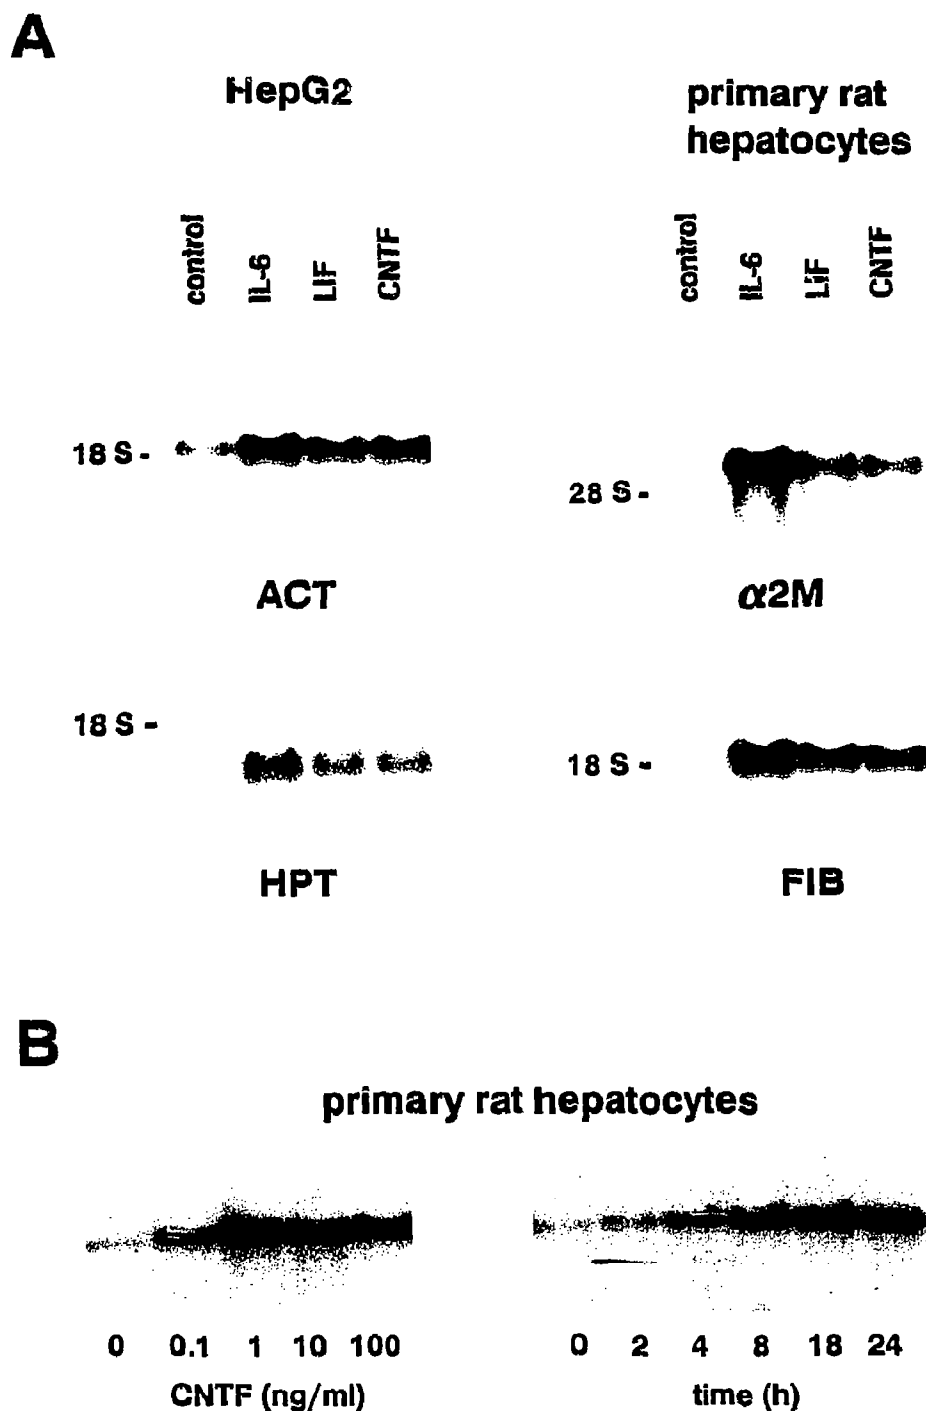 A
HepG2
primary rat
hepatocytes
control IL-6 LIF CNTF
control IL-6 LIF CNTF
18 S -
28 S -
ACT
α2M
18 S -
18 S -
HPT
FIB
B
primary rat hepatocytes
0 0.1 1 10 100
0 2 4 8 18 24
CNTF (ng/ml)
time (h)